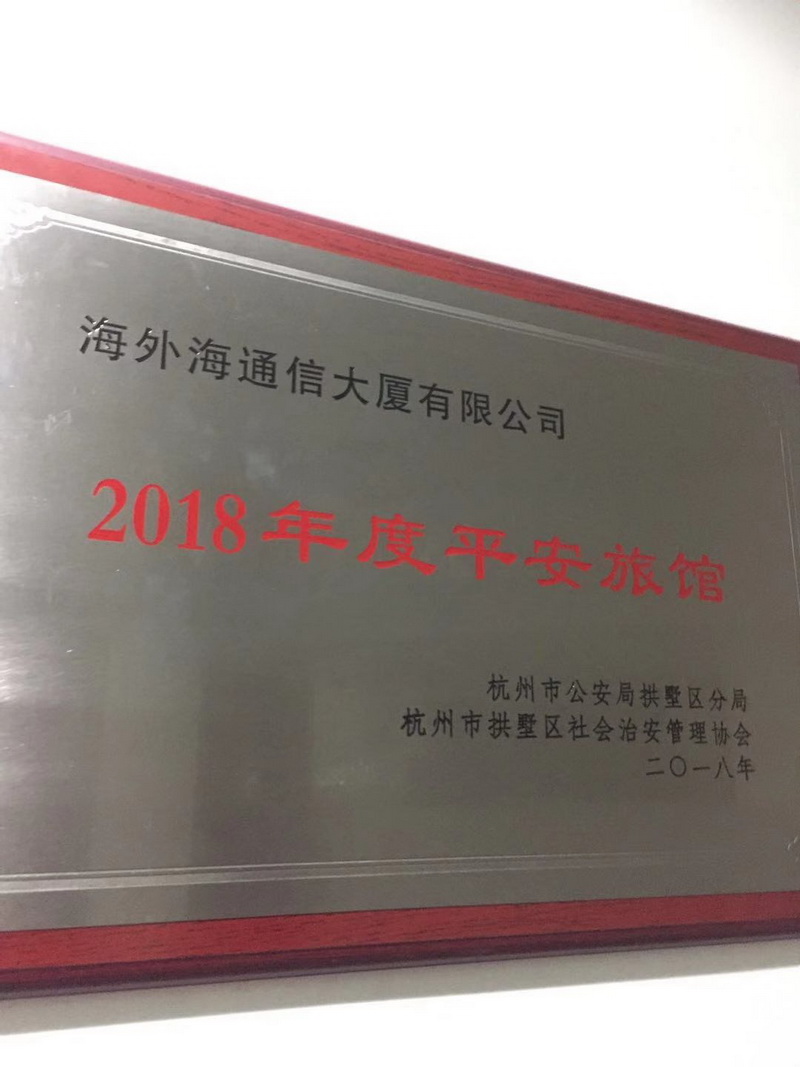 海外海通信大厦有限公司
2018年度平安旅馆
杭州市公安局拱墅区分局
杭州市拱墅区社会治安管理协会
二〇一八年